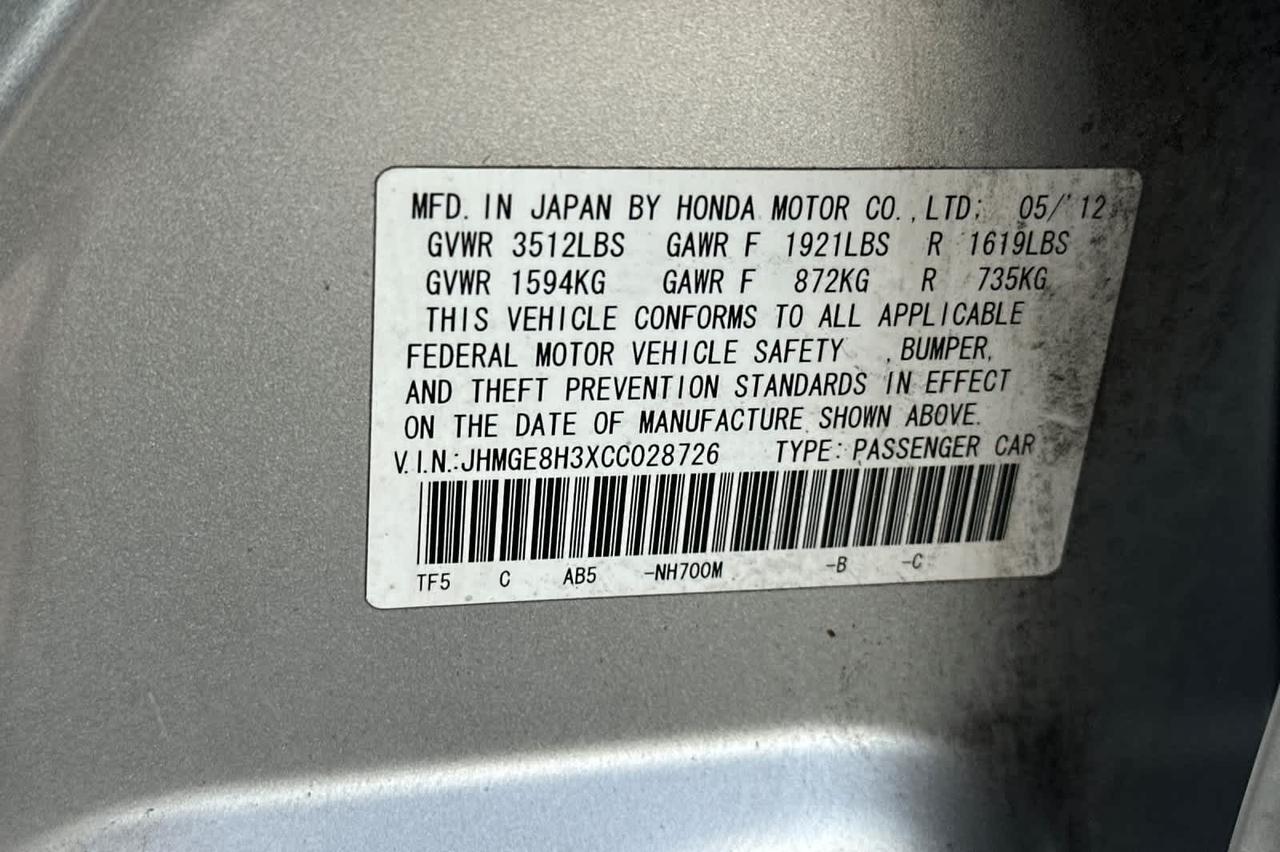 MFD. IN JAPAN BY HONDA MOTOR CO., LTD; 05/'12
GVWR 3512LBS GAWR F 1921LBS R 1619LBS
GVWR 1594KG GAWR F 872KG R 735KG
THIS VEHICLE CONFORMS TO ALL APPLICABLE
FEDERAL MOTOR VEHICLE SAFETY , BUMPER,
AND THEFT PREVENTION STANDARDS IN EFFECT
ON THE DATE OF MANUFACTURE SHOWN ABOVE.
V.I.N.:JHMGE8H3XCC028726 TYPE: PASSENGER CAR
TF5 C AB5 -NH700M -B -C